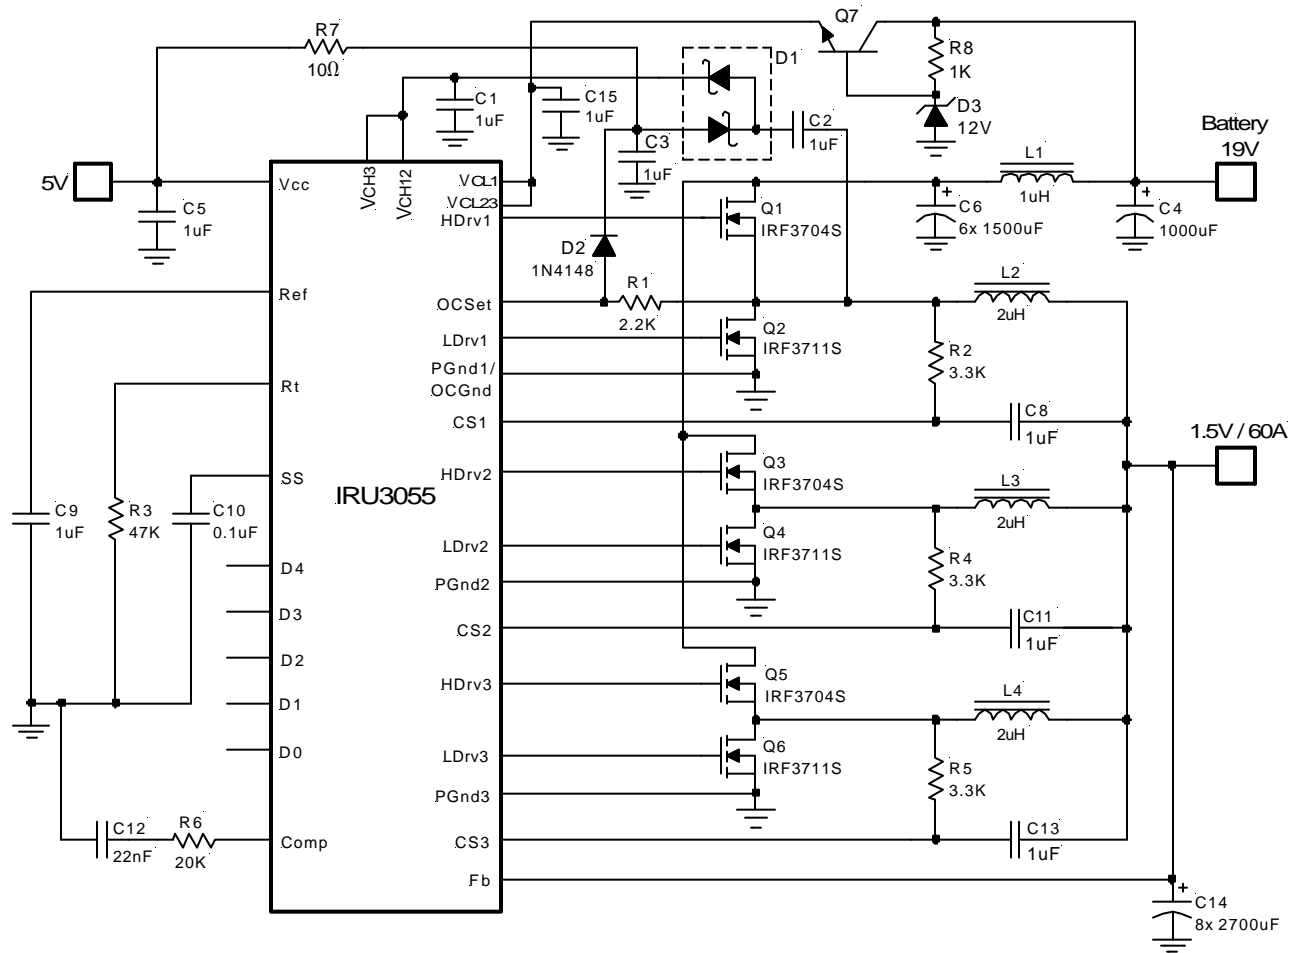 Q7
R7
10Ω
D1
R8
1K
C1
1uF
C15
1uF
C2
1uF
D3
12V
Battery
19V
C3
1uF
5V
Vcc
VCH3
VCH12
VCL1
VCL23
HDrv1
Q1
IRF3704S
L1
1uH
C6
6x 1500uF
C4
1000uF
C5
1uF
D2
1N4148
Ref
OCSet
R1
2.2K
L2
2uH
LDrv1
Q2
IRF3711S
R2
3.3K
PGnd1/
OCGnd
Rt
CS1
C8
1uF
1.5V / 60A
SS
IRU3055
HDrv2
Q3
IRF3704S
L3
2uH
C9
1uF
R3
47K
C10
0.1uF
LDrv2
Q4
IRF3711S
R4
3.3K
D4
PGnd2
D3
CS2
C11
1uF
D2
HDrv3
Q5
IRF3704S
L4
2uH
D1
D0
LDrv3
Q6
IRF3711S
R5
3.3K
PGnd3
C12
22nF
R6
20K
Comp
CS3
C13
1uF
Fb
C14
8x 2700uF